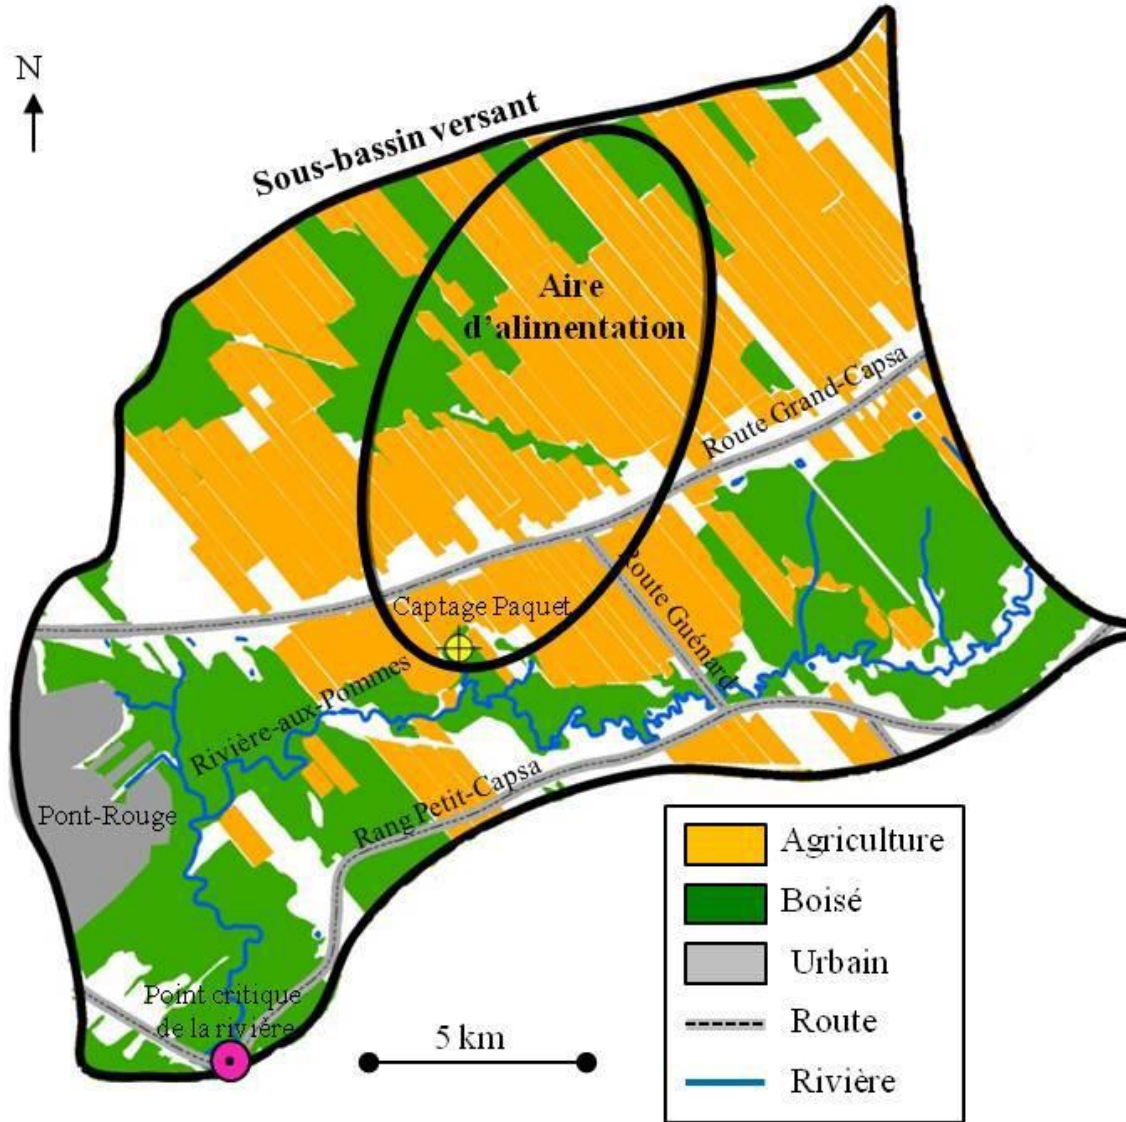 N
Sous-bassin versant
Aire
d'alimentation
Route Grand-Capsa
Captage Paquet
Route Guénard
Rivière-aux-Pommes
Pont-Rouge
Rang Petit-Capsa
Point critique
de la rivière
5 km
Agriculture
Boisé
Urbain
Route
Rivière